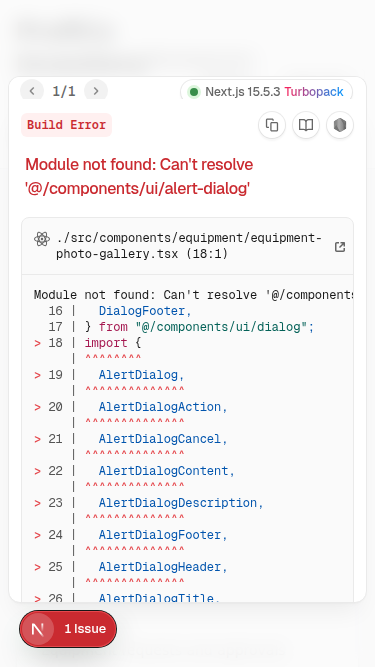 1/1
Next.js 15.5.3 Turbopack
Build Error
Module not found: Can't resolve
'@/components/ui/alert-dialog'
./src/components/equipment/equipment-
photo-gallery.tsx (18:1)
Module not found: Can't resolve '@/components
16 | DialogFooter,
17 | } from "@/components/ui/dialog";
> 18 | import {
| ^^^^^^^^
> 19 | AlertDialog,
| ^^^^^^^^^^^^^^
> 20 | AlertDialogAction,
| ^^^^^^^^^^^^^^
> 21 | AlertDialogCancel,
| ^^^^^^^^^^^^^^
> 22 | AlertDialogContent,
| ^^^^^^^^^^^^^^
> 23 | AlertDialogDescription,
| ^^^^^^^^^^^^^^
> 24 | AlertDialogFooter,
| ^^^^^^^^^^^^^^
> 25 | AlertDialogHeader,
| ^^^^^^^^^^^^^^
> 26 | AlertDialogTitle,
N 1 Issue